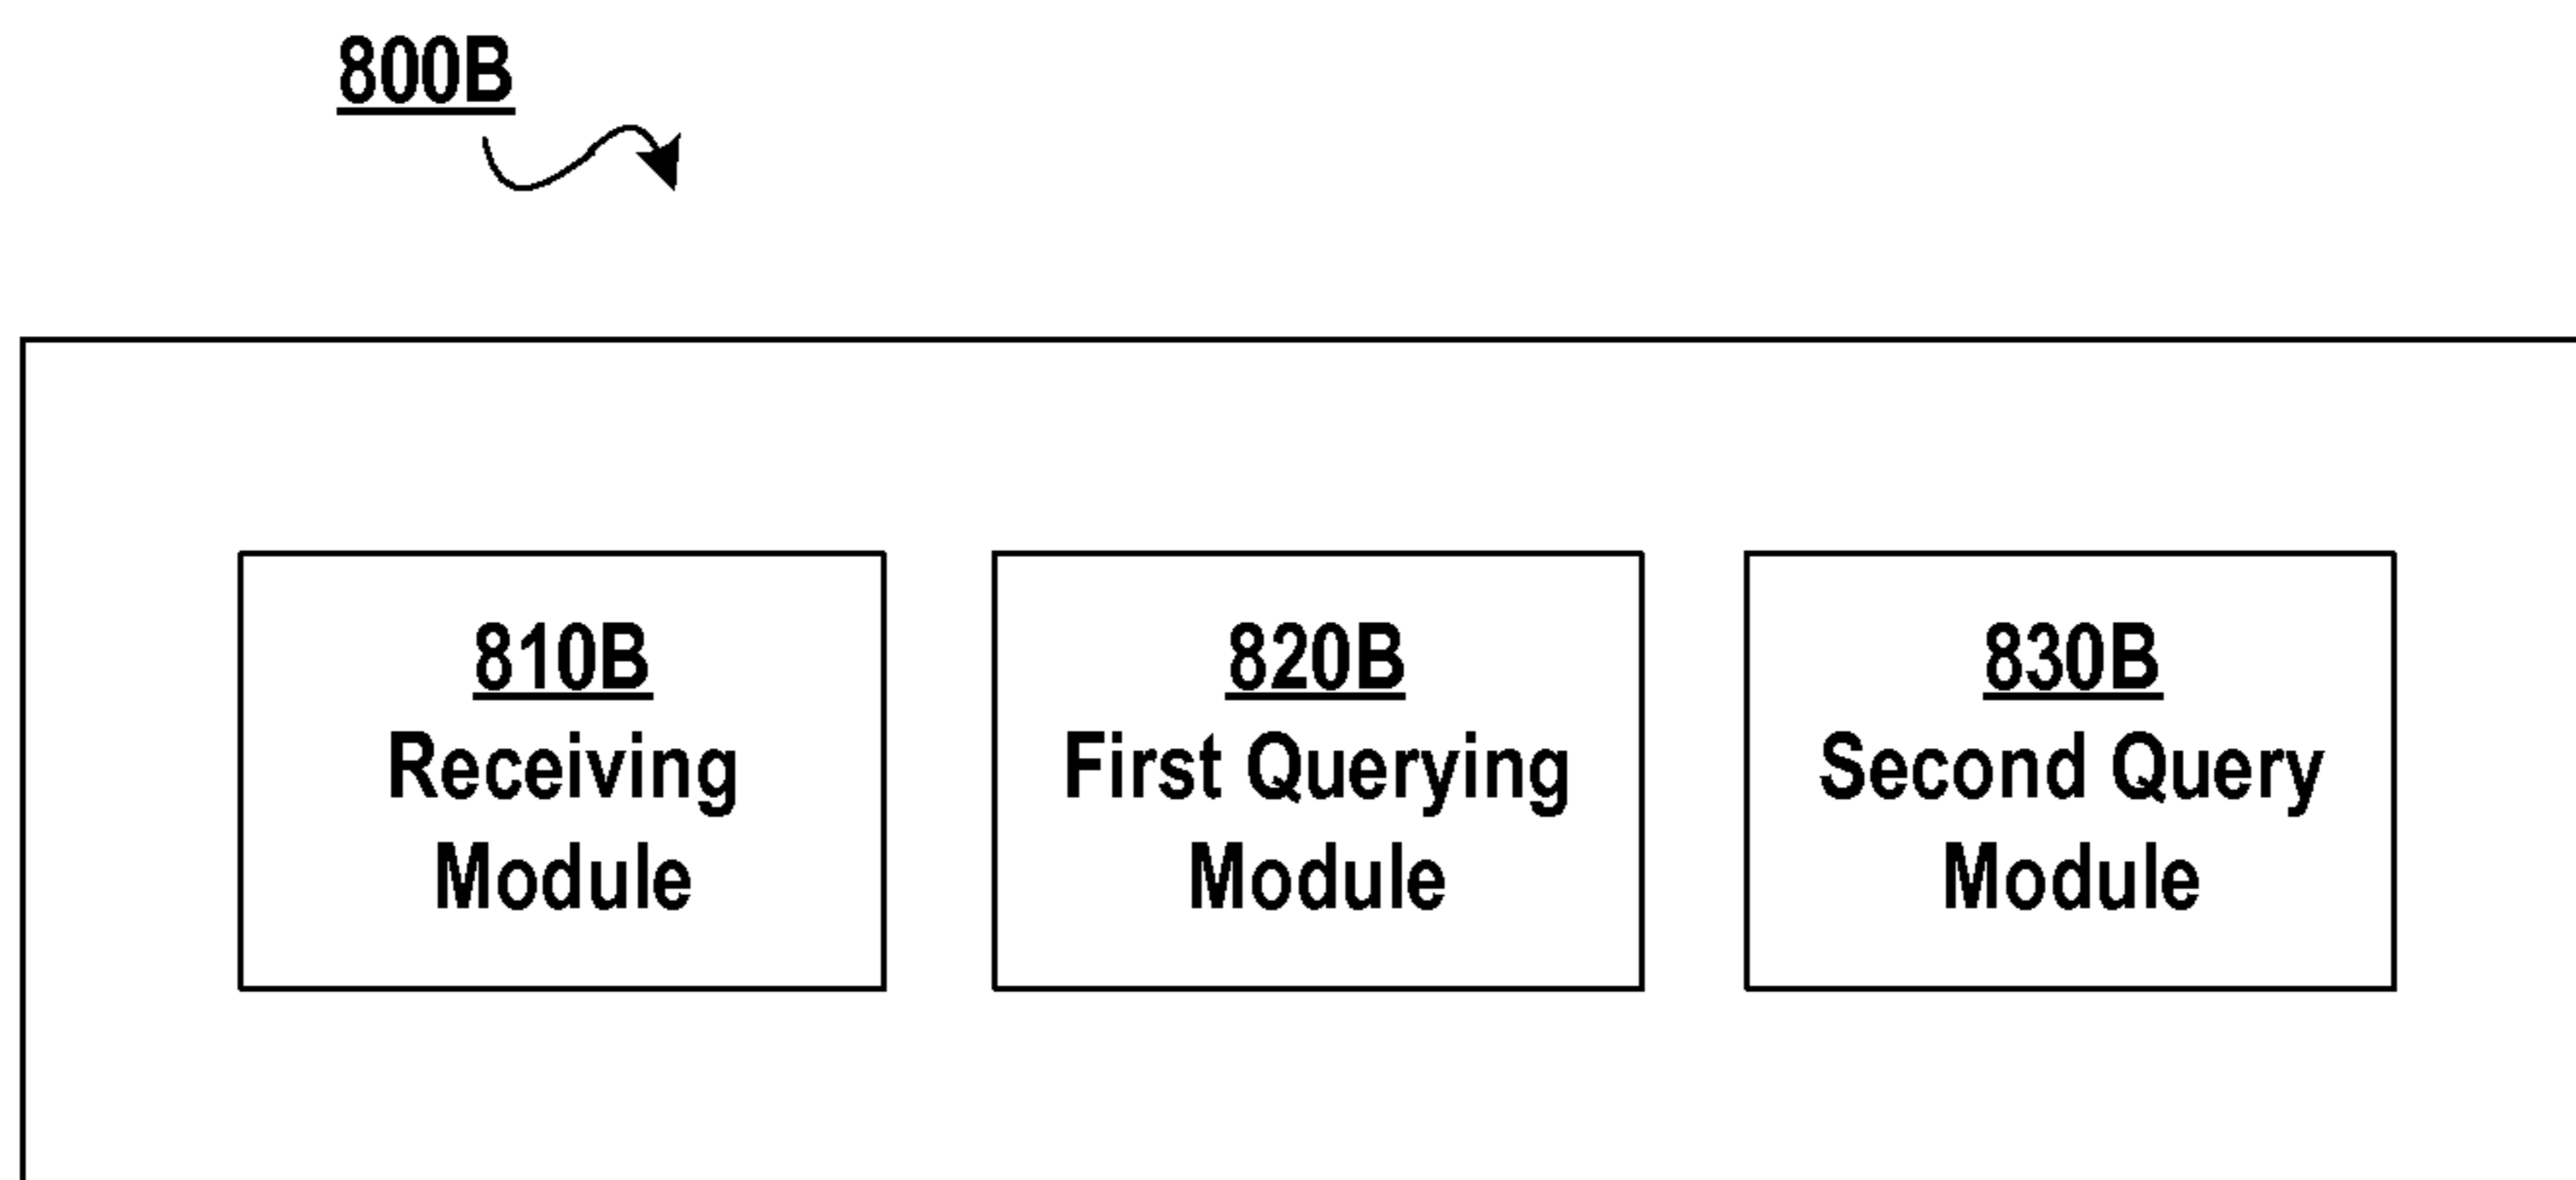 800B
810B
Receiving
Module
820B
First Querying
Module
830B
Second Query
Module